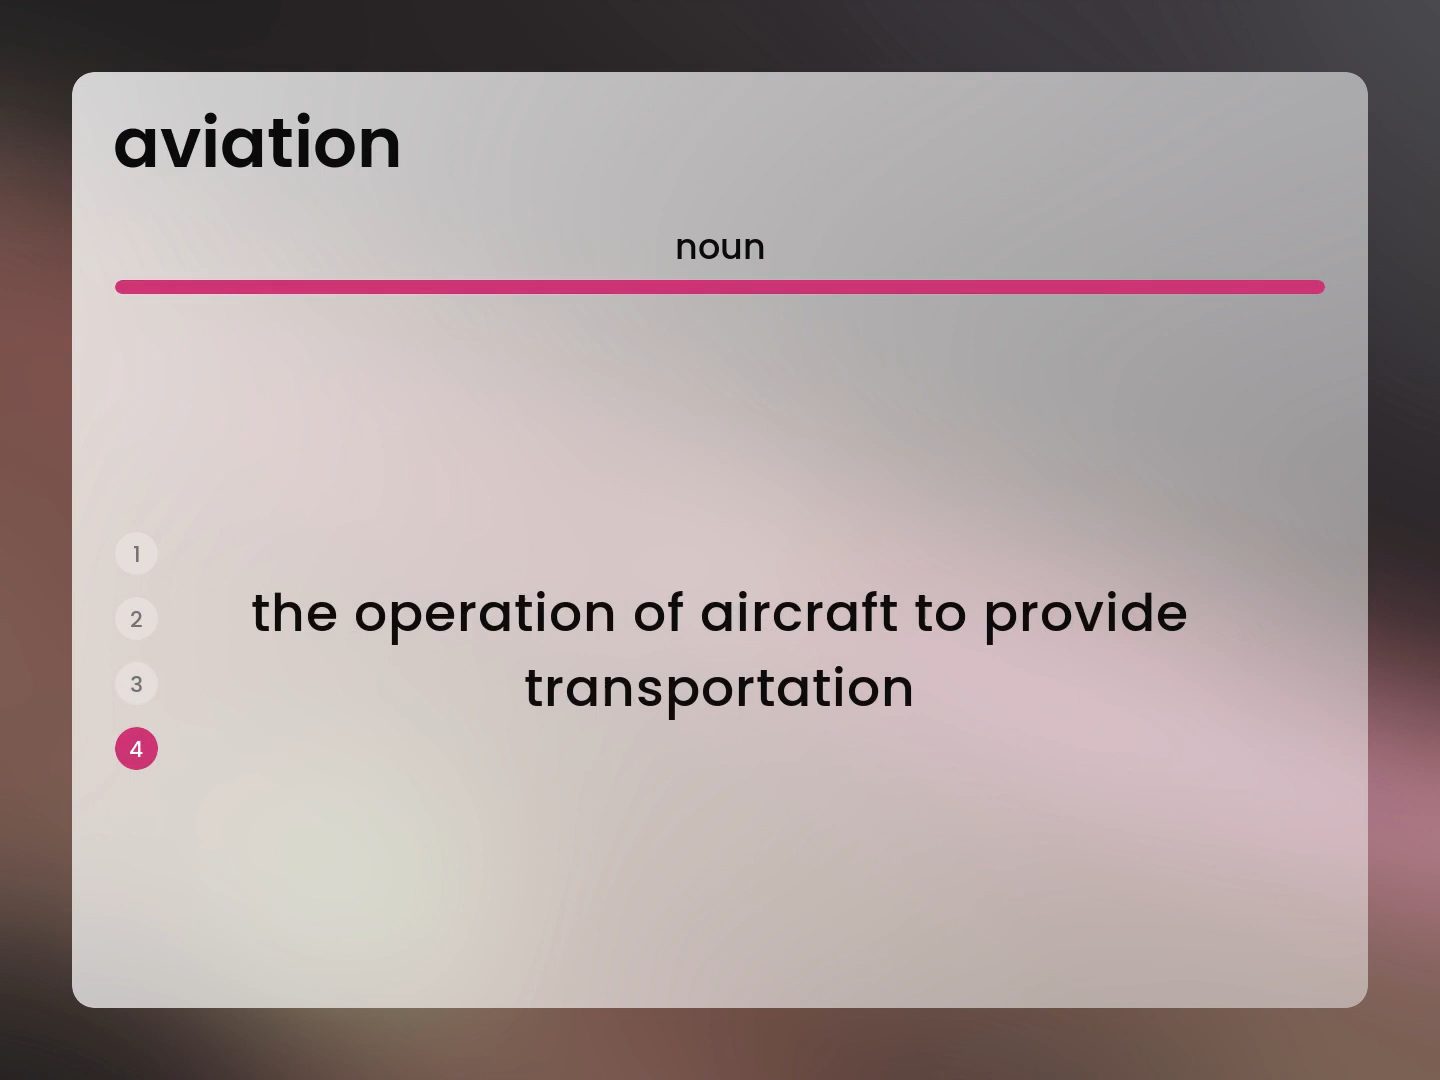 aviation
noun
1
2
3
4
the operation of aircraft to provide
transportation